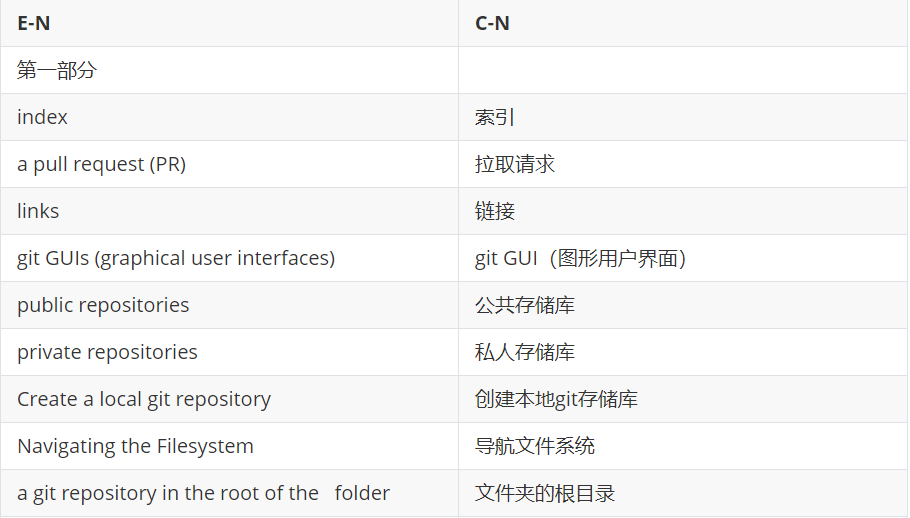 E-N C-N
第一部分
index 索引
a pull request (PR) 拉取请求
links 链接
git GUIs (graphical user interfaces) git GUI（图形用户界面）
public repositories 公共存储库
private repositories 私人存储库
Create a local git repository 创建本地git存储库
Navigating the Filesystem 导航文件系统
a git repository in the root of the folder 文件夹的根目录